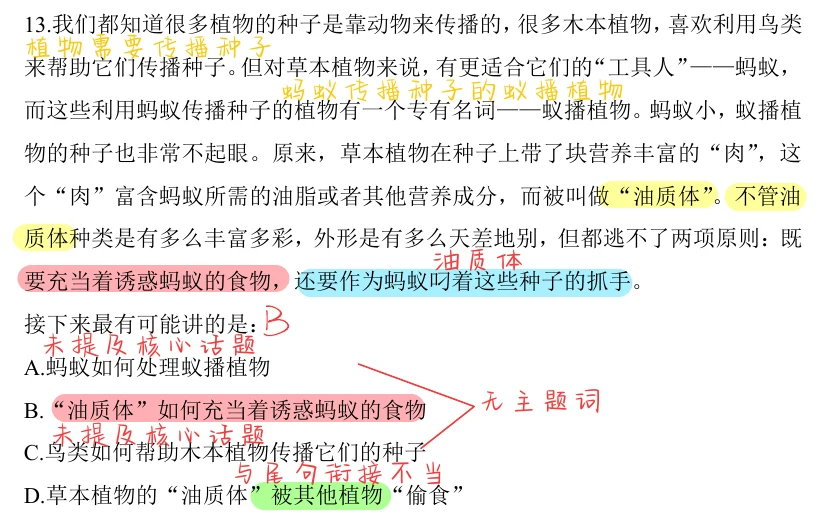 13.我们都知道很多植物的种子是靠动物来传播的，很多木本植物，喜欢利用鸟类
植物需要传播种子
来帮助它们传播种子。但对草本植物来说，有更适合它们的“工具人”——蚂蚁，
蚂蚁传播种子的蚁播植物
而这些利用蚂蚁传播种子的植物有一个专有名词——蚁播植物。蚂蚁小，蚁播植
物的种子也非常不起眼。原来，草本植物在种子上带了块营养丰富的“肉”，这
个“肉”富含蚂蚁所需的油脂或者其他营养成分，而被叫做“油质体”。不管油
质体种类是有多么丰富多彩，外形是有多么天差地别，但都逃不了两项原则：既
油质体
要充当着诱惑蚂蚁的食物，还要作为蚂蚁叼着这些种子的抓手。
接下来最有可能讲的是：B
未提及核心话题
A.蚂蚁如何处理蚁播植物
无主题词
B.“油质体”如何充当着诱惑蚂蚁的食物
未提及核心话题
C.鸟类如何帮助木本植物传播它们的种子
与尾句衔接不当
D.草本植物的“油质体”被其他植物“偷食”